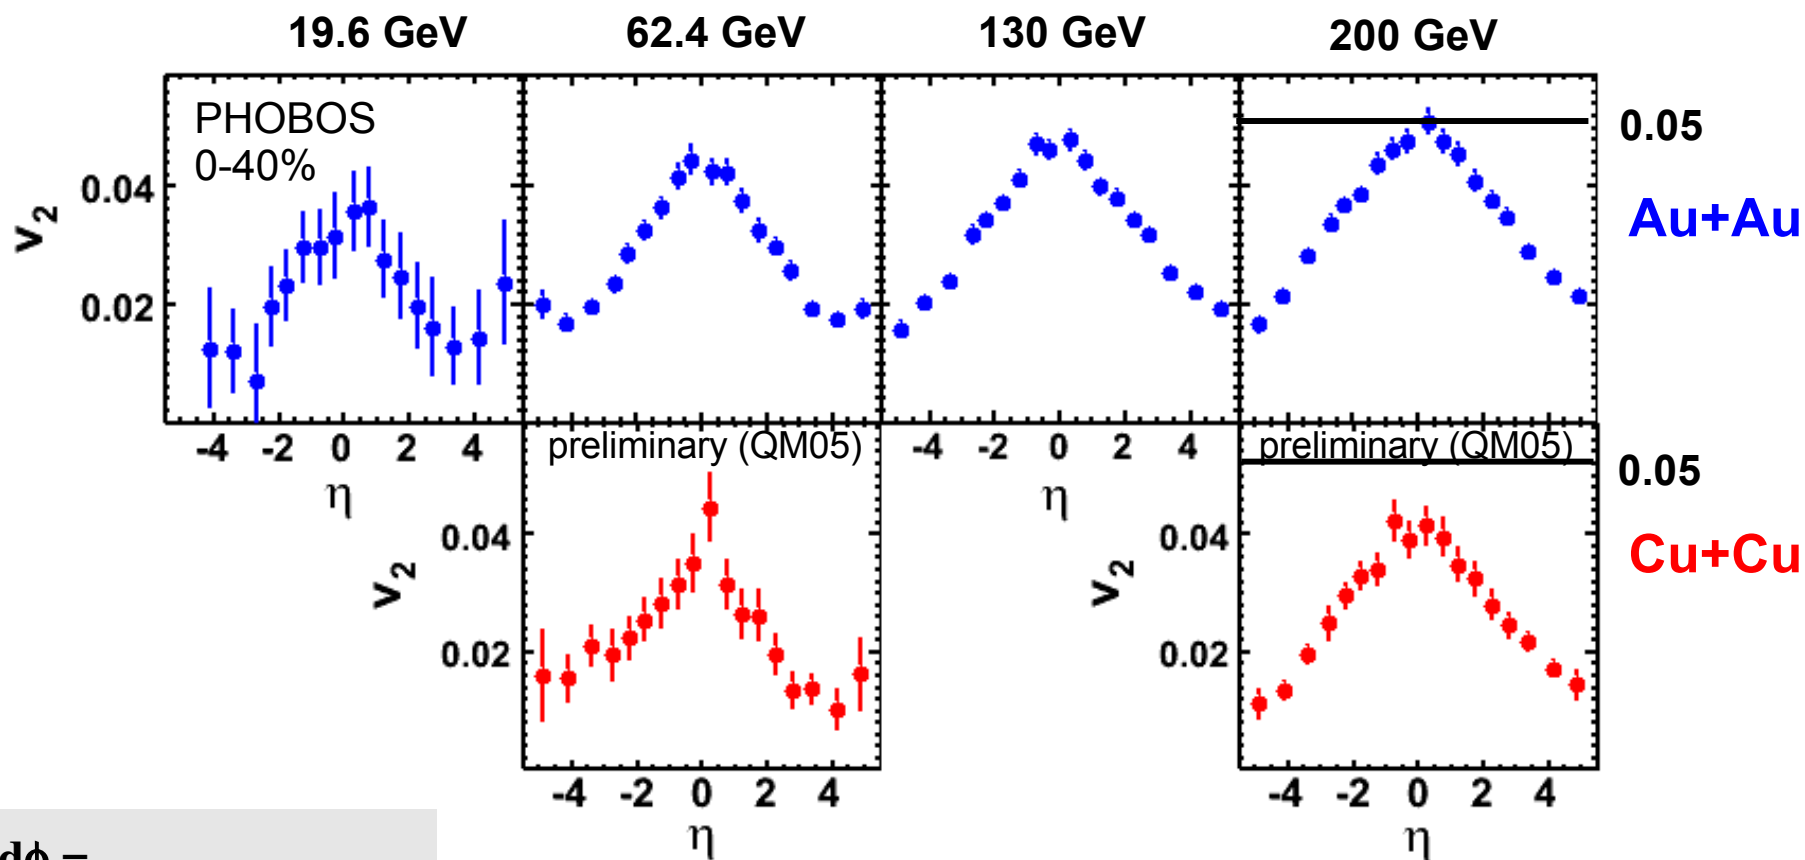 19.6 GeV 62.4 GeV 130 GeV 200 GeV
PHOBOS
0-40%
0.05
0.04
Au+Au
v2
0.02
-4 -2 0 2 4
η
preliminary (QM05)
-4 -2 0 2 4
η
preliminary (QM05)
0.05
0.04
v2
0.02
0.04
Cu+Cu
v2
0.02
-4 -2 0 2 4
η
-4 -2 0 2 4
η
dϕ =